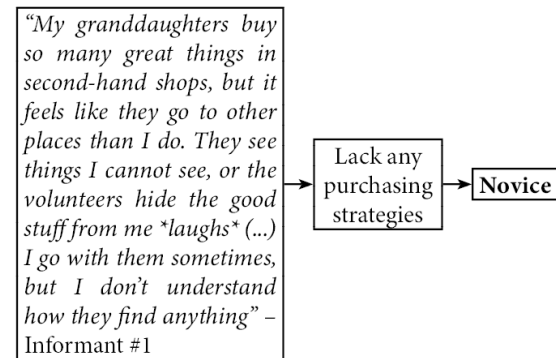 “My granddaughters buy
so many great things in
second-hand shops, but it
feels like they go to other
places than I do. They see
things I cannot see, or the
volunteers hide the good
stuff from me *laughs* (...)
I go with them sometimes,
but I don’t understand
how they find anything” –
Informant #1
Lack any
purchasing
strategies
Novice